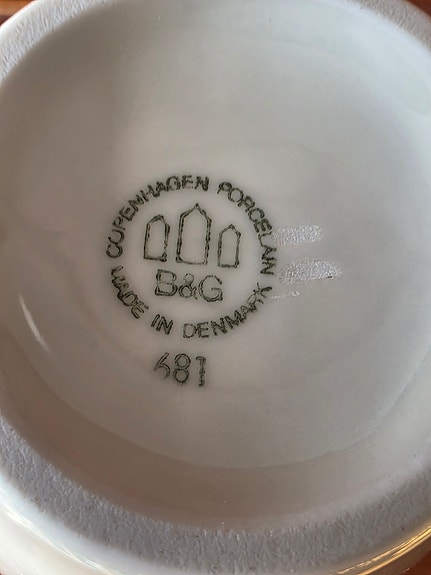 COPENHAGEN PORCELAIN
B&G
MADE IN DENMARK
681